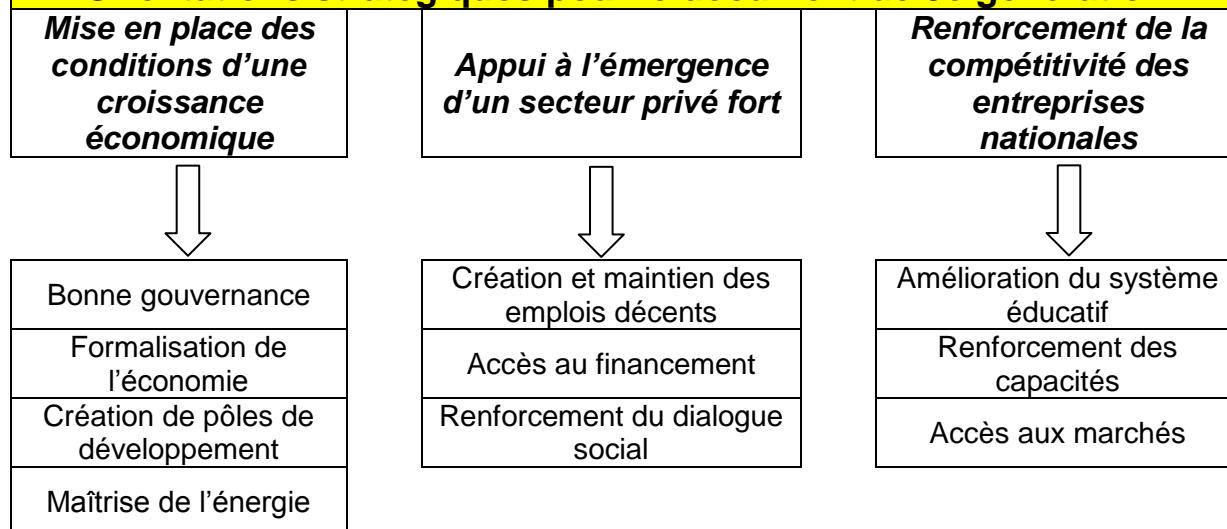 Mise en place des
conditions d’une
croissance
économique
Appui à l’émergence
d’un secteur privé fort
Renforcement de la
compétitivité des
entreprises
nationales
Bonne gouvernance
Formalisation de
l’économie
Création de pôles de
développement
Maîtrise de l’énergie
Création et maintien des
emplois décents
Accès au financement
Renforcement du dialogue
social
Amélioration du système
éducatif
Renforcement des
capacités
Accès aux marchés